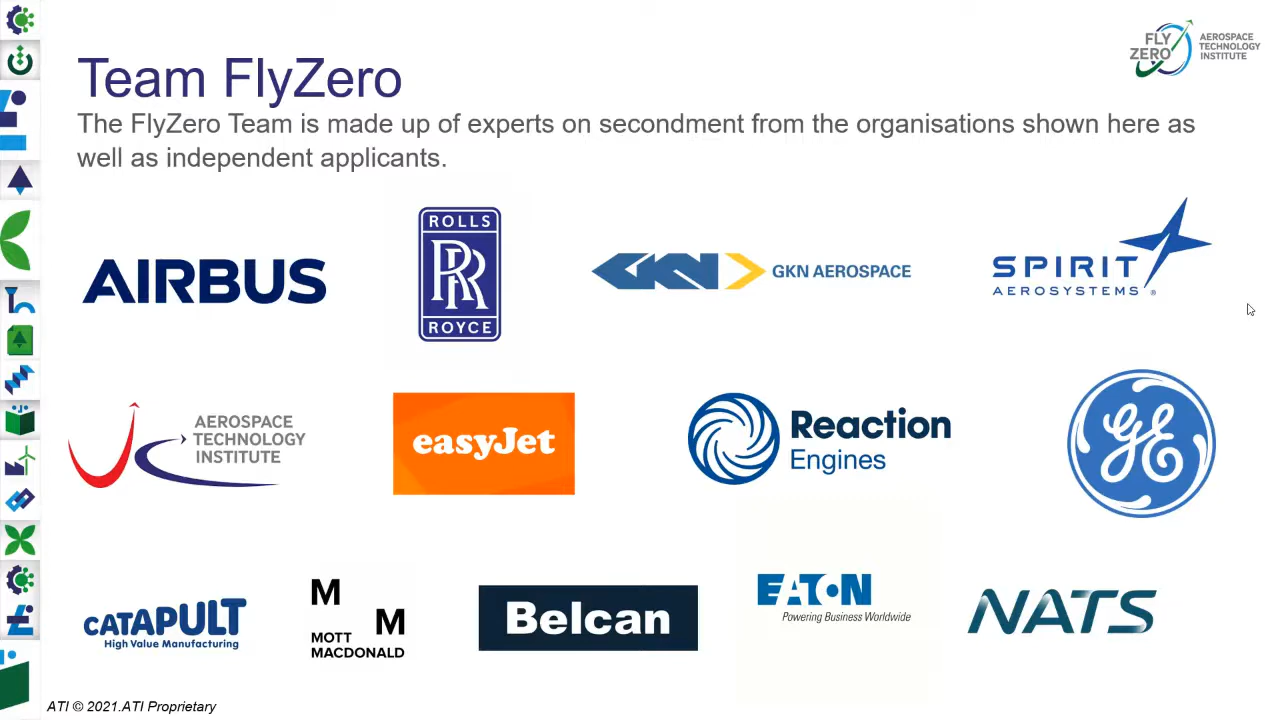 FLY
ZERO
AEROSPACE
TECHNOLOGY
INSTITUTE
Team FlyZero
The FlyZero Team is made up of experts on secondment from the organisations shown here as
well as independent applicants.
AIRBUS
ROLLS
RR
ROYCE
GKN
GKN AEROSPACE
SPIRIT
AEROSYSTEMS ®
AEROSPACE
TECHNOLOGY
INSTITUTE
easyJet
Reaction
Engines
GE
CATAPULT
High Value Manufacturing
M
M
MOTT
MACDONALD
Belcan
EATON
Powering Business Worldwide
NATS
ATI © 2021.ATI Proprietary